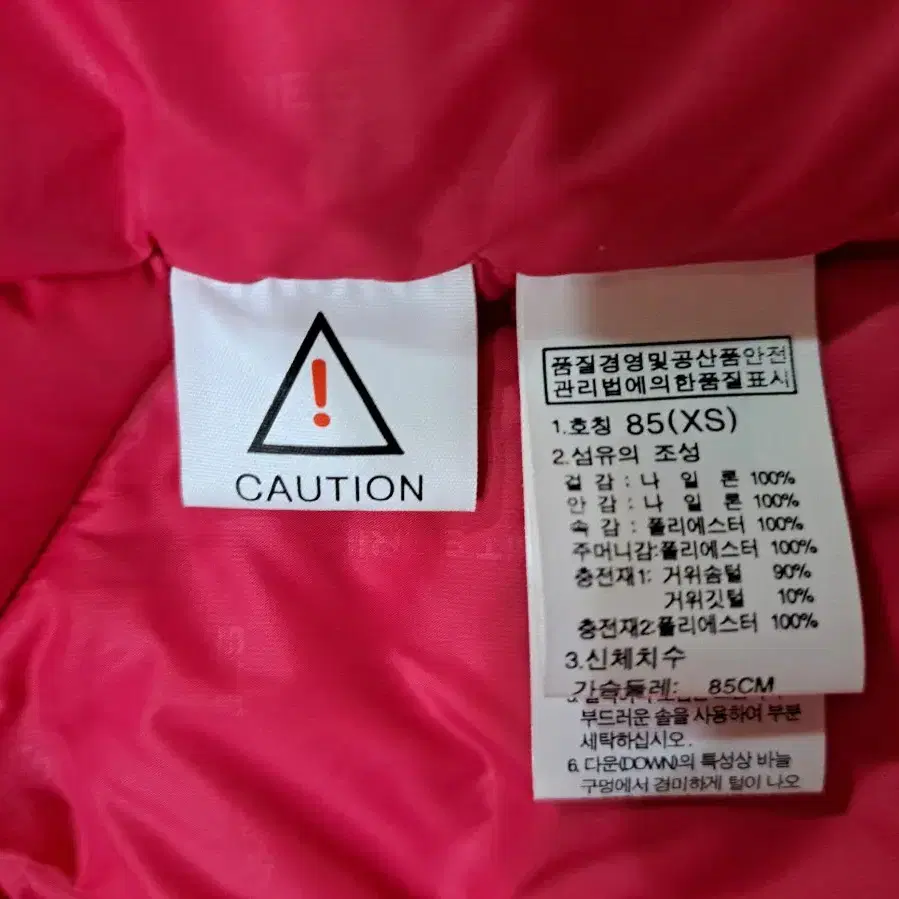 CAUTION
품질경영및공산품안전
관리법에의한품질표시
1.호칭 85(XS)
2.섬유의 조성
겉 감 : 나 일 론 100%
안 감 : 나 일 론 100%
속 감 : 폴리에스터 100%
주머니감:폴리에스터 100%
충전재1: 거위솜털 90%
거위깃털 10%
충전재2:폴리에스터 100%
3.신체치수
가슴둘레: 85CM
부드러운 솔을 사용하여 부분
세탁하십시오.
6. 다운(DOWN)의 특성상 바늘
구멍에서 경미하게 털이 나오